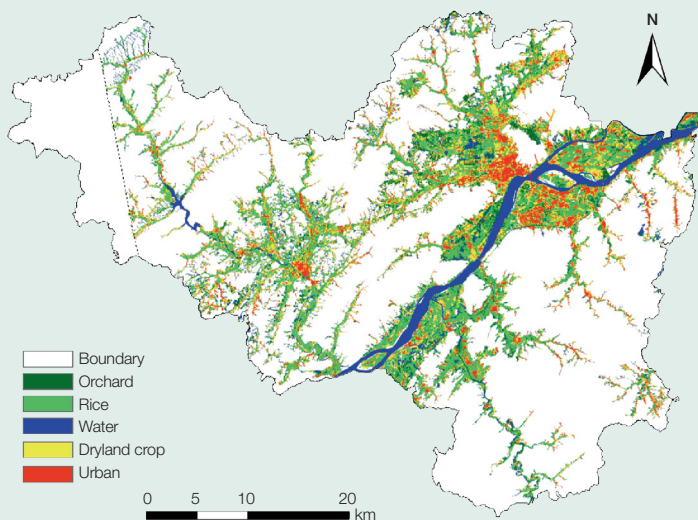 N
Boundary
Orchard
Rice
Water
Dryland crop
Urban
0 5 10 20
km